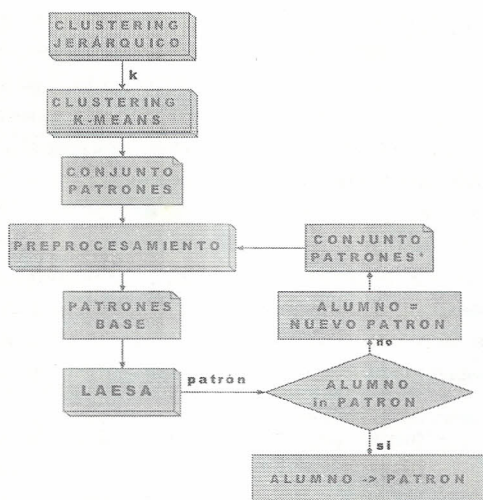 CLUSTERING
JERÁRQUICO
k
CLUSTERING
K-MEANS
CONJUNTO
PATRONES
PREPROCESAMIENTO
CONJUNTO
PATRONES'
PATRONES
BASE
ALUMNO =
NUEVO PATRON
no
LAESA
patrón
ALUMNO
in PATRON
si
ALUMNO -> PATRON